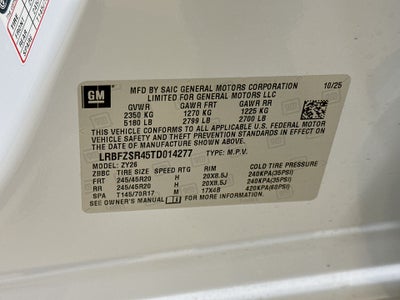 GM
MFD BY SAIC GENERAL MOTORS CORPORATION 10/25
LIMITED FOR GENERAL MOTORS LLC
GVWR GAWR FRT GAWR RR
2350 KG 1270 KG 1225 KG
5180 LB 2799 LB 2700 LB
THIS VEHICLE CONFORMS TO ALL APPLICABLE U.S. FEDERAL MOTOR
VEHICLE SAFETY AND THEFT PREVENTION STANDARDS IN EFFECT ON
THE DATE OF MANUFACTURE SHOWN ABOVE.
LRBFZSR45TD014277 TYPE: M.P.V.
MODEL: ZY26
ZBBC TIRE SIZE SPEED RTG RIM COLD TIRE PRESSURE
FRT 245/45R20 H 20X8.5J 240KPA(35PSI)
RR 245/45R20 H 20X8.5J 240KPA(35PSI)
SPA T145/70R17 M 17X4B 420KPA(60PSI)
SEE OWNER'S MANUAL FOR MORE INFORMATION.